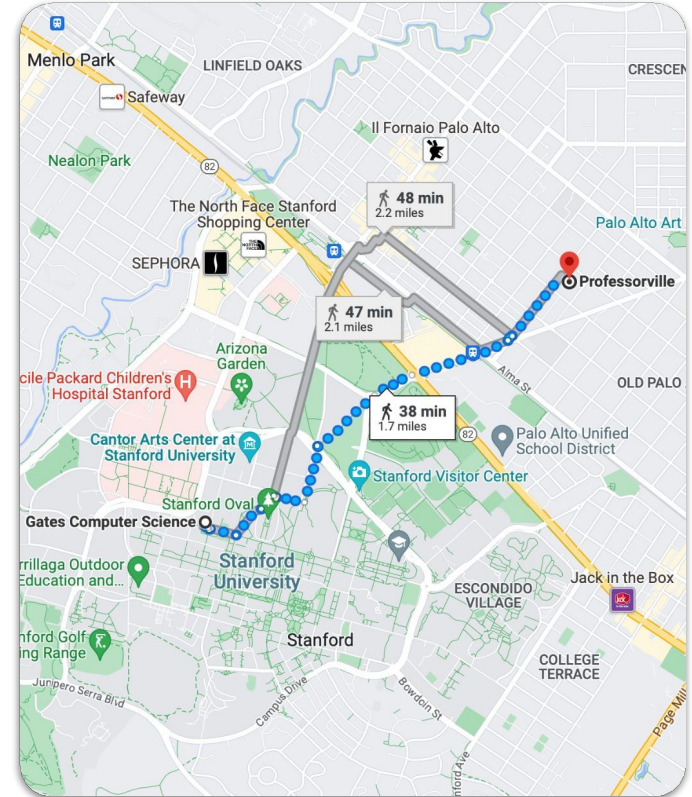 Menlo Park
LINFIELD OAKS
CRESCEN
Safeway
Il Fornaio Palo Alto
Nealon Park
82
48 min
2.2 miles
The North Face Stanford
Shopping Center
Palo Alto Art
SEPHORA
Professorville
47 min
2.1 miles
Arizona
Garden
cile Packard Children's
Hospital Stanford
H
Alma St
OLD PALO
38 min
1.7 miles
82
Cantor Arts Center at
Stanford University
Palo Alto Unified
School District
Stanford Visitor Center
Stanford Oval
Gates Computer Science
rrillaga Outdoor
Education and...
Stanford
University
Jack in the Box
ESCONDIDO
VILLAGE
nford Golf
ing Range
Stanford
COLLEGE
TERRACE
Junipero Serra Blvd
Campus Drive
Bowdoin St
Page Mil
nford Ave